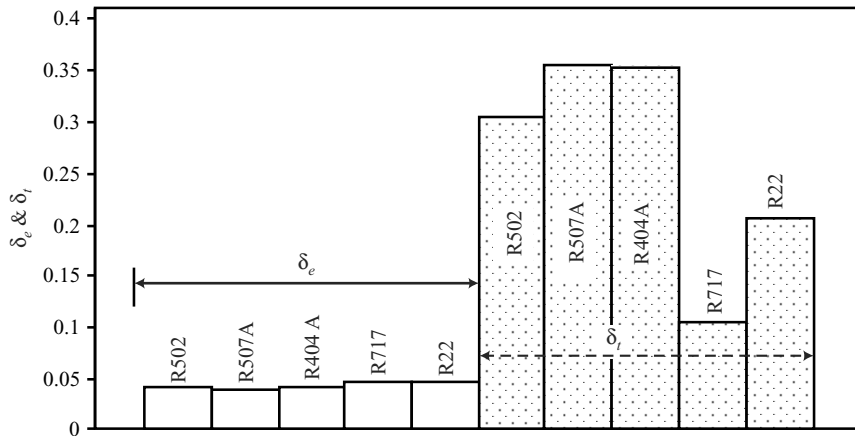 0.4
0.35
0.3
0.25
0.2
0.15
0.1
0.05
0
δe & δt
δe
R502
R507A
R404 A
R717
R22
R502
R507A
R404A
R717
R22
δt